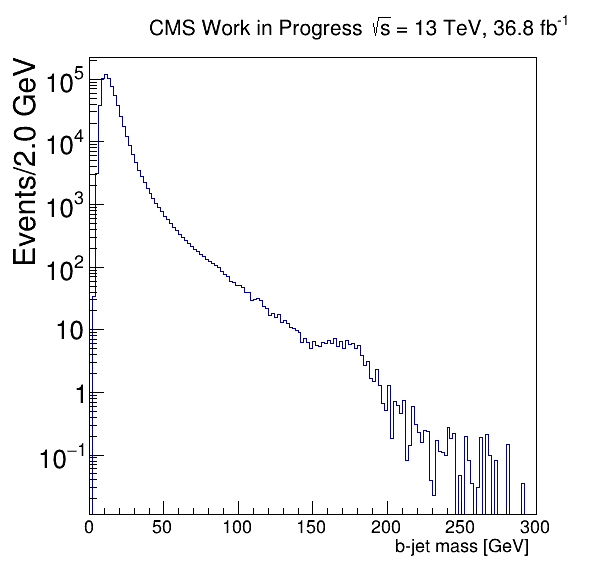 CMS Work in Progress √s = 13 TeV, 36.8 fb⁻¹
Events/2.0 GeV
10⁵
10⁴
10³
10²
10
1
10⁻¹
0 50 100 150 200 250 300
b-jet mass [GeV]